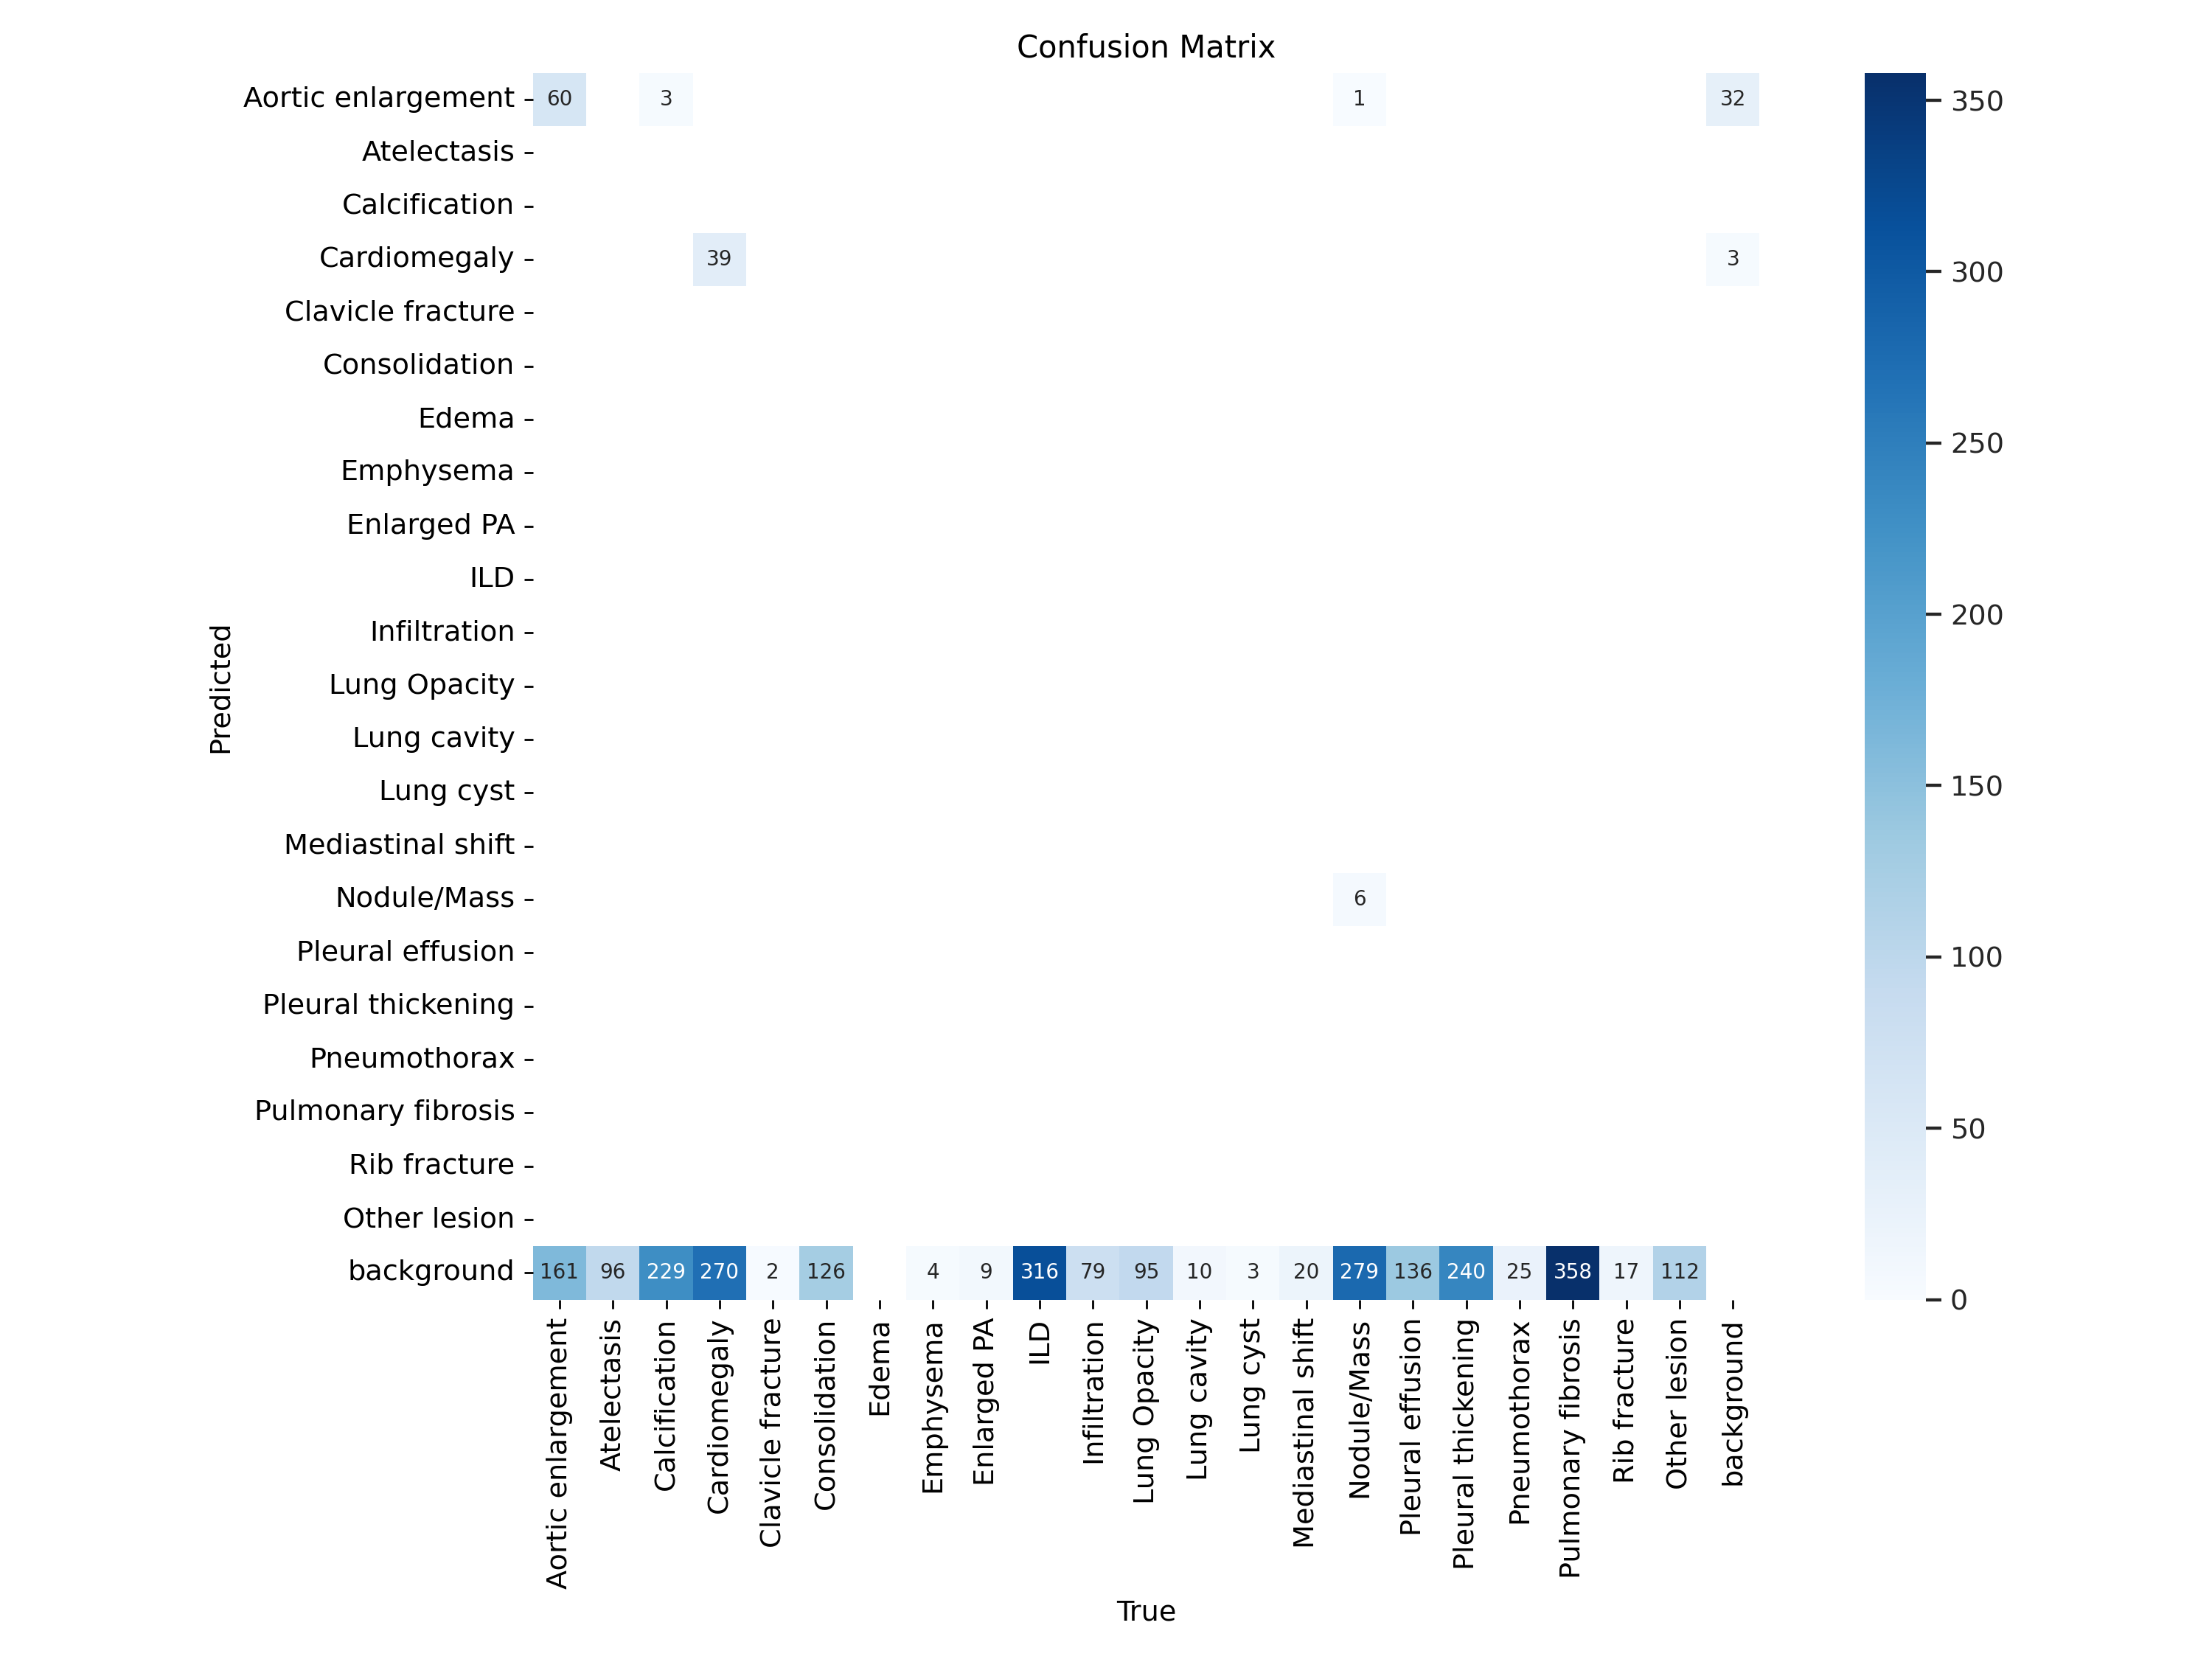 Confusion Matrix
Aortic enlargement 60 3 1 32
Atelectasis
Calcification
Cardiomegaly 39 3
Clavicle fracture
Consolidation
Edema
Emphysema
Enlarged PA
ILD
Infiltration
Lung Opacity
Lung cavity
Lung cyst
Mediastinal shift
Nodule/Mass 6
Pleural effusion
Pleural thickening
Pneumothorax
Pulmonary fibrosis
Rib fracture
Other lesion
background 161 96 229 270 2 126 4 9 316 79 95 10 3 20 279 136 240 25 358 17 112
Predicted
Aortic enlargement
Atelectasis
Calcification
Cardiomegaly
Clavicle fracture
Consolidation
Edema
Emphysema
Enlarged PA
ILD
Infiltration
Lung Opacity
Lung cavity
Lung cyst
Mediastinal shift
Nodule/Mass
Pleural effusion
Pleural thickening
Pneumothorax
Pulmonary fibrosis
Rib fracture
Other lesion
background
True
350
300
250
200
150
100
50
0